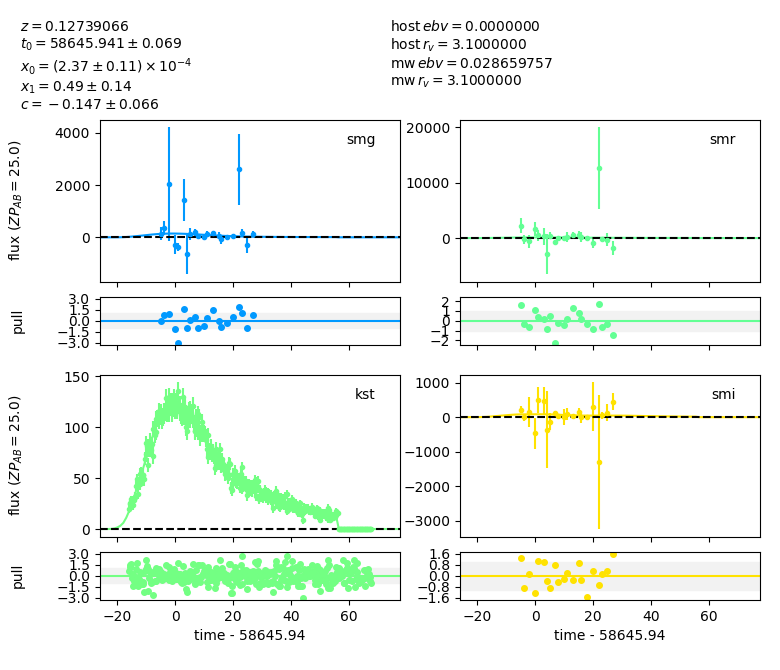 z = 0.12739066
t₀ = 58645.941 ± 0.069
x₀ = (2.37 ± 0.11) × 10⁻⁴
x₁ = 0.49 ± 0.14
c = −0.147 ± 0.066
host ebv = 0.0000000
host r_v = 3.1000000
mw ebv = 0.028659757
mw r_v = 3.1000000
flux (ZP_AB = 25.0)
4000
2000
0
smg
20000
10000
0
smr
pull
3.0
1.5
0.0
−1.5
−3.0
2
1
0
−1
−2
flux (ZP_AB = 25.0)
150
100
50
0
kst
1000
0
−1000
−2000
−3000
smi
pull
3.0
1.5
0.0
−1.5
−3.0
1.6
0.8
0.0
−0.8
−1.6
−20 0 20 40 60
−20 0 20 40 60
time - 58645.94
time - 58645.94